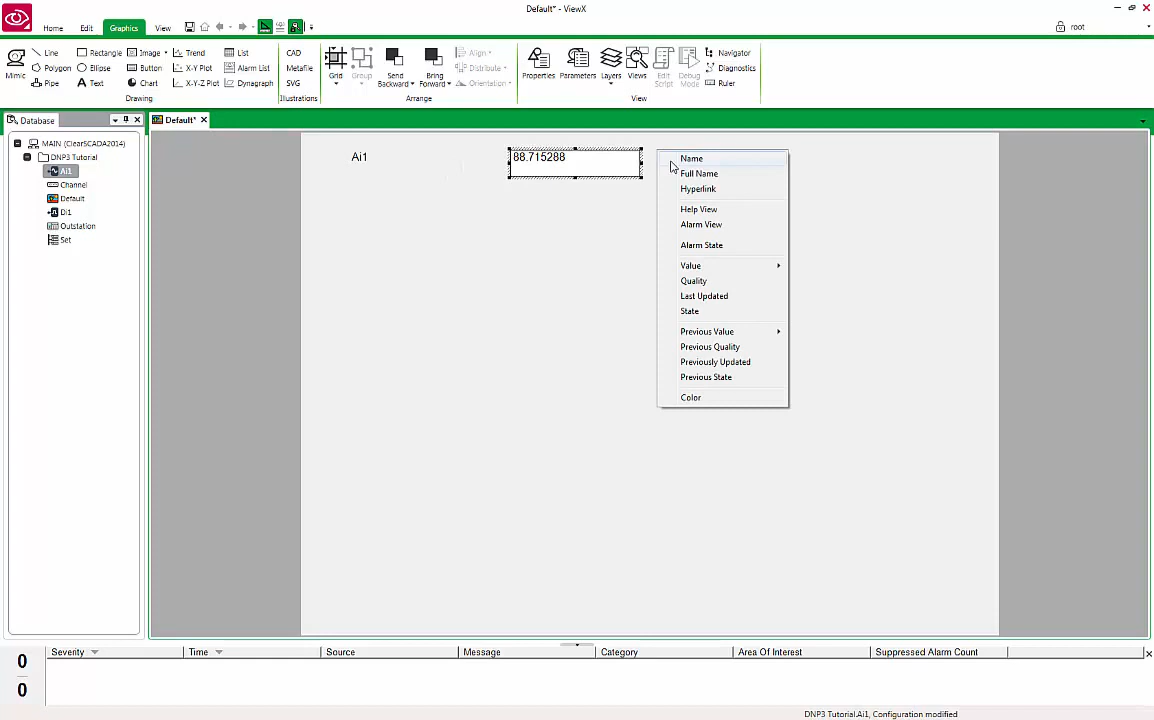 Default* - ViewX
Home Edit Graphics View
root
Line Rectangle Image Trend List CAD
Polygon Ellipse Button X-Y Plot Alarm List Metafile
Pipe Text Chart X-Y-Z Plot Dynagraph SVG
Mimic
Grid Group Send Backward Bring Forward
Align
Distribute
Orientation
Properties Parameters Layers Views Edit Script Debug Mode
Navigator
Diagnostics
Ruler
Drawing Illustrations Arrange View
Database
Default*
MAIN (ClearSCADA2014)
DNP3 Tutorial
Ai1
Channel
Default
Di1
Outstation
Set
Ai1 88.715288
Name
Full Name
Hyperlink
Help View
Alarm View
Alarm State
Value
Quality
Last Updated
State
Previous Value
Previous Quality
Previously Updated
Previous State
Color
0
0
Severity Time Source Message Category Area Of Interest Suppressed Alarm Count
DNP3 Tutorial.Ai1, Configuration modified